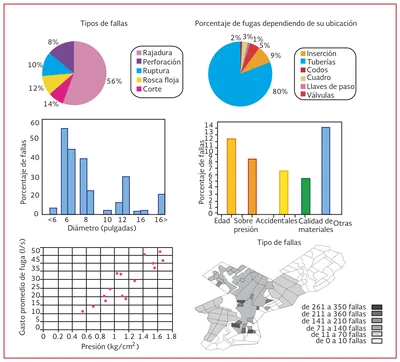 Tipos de fallas
8%
10%
12%
14%
56%
Rajadura
Perforación
Ruptura
Rosca floja
Corte
Porcentaje de fugas dependiendo de su ubicación
2% 3% 1%
5%
9%
80%
Inserción
Tuberías
Codos
Cuadro
Llaves de paso
Válvulas
Porcentaje de fallas
60
50
40
30
20
10
0
<6 6 8 10 12 16 16>
Diámetro (pulgadas)
Porcentaje de fallas
14
13
12
11
10
9
8
7
6
5
4
3
2
1
0
Edad Sobre presión Accidentales Calidad de materiales Otras
Gasto promedio de fuga (l/s)
50
45
40
35
30
25
20
15
10
5
0
0 0.2 0.4 0.6 0.8 1 1.2 1.4 1.6 1.8
Presión (kg/cm²)
Tipo de fallas
de 261 a 350 fallas
de 211 a 360 fallas
de 141 a 210 fallas
de 71 a 140 fallas
de 11 a 70 fallas
de 0 a 10 fallas